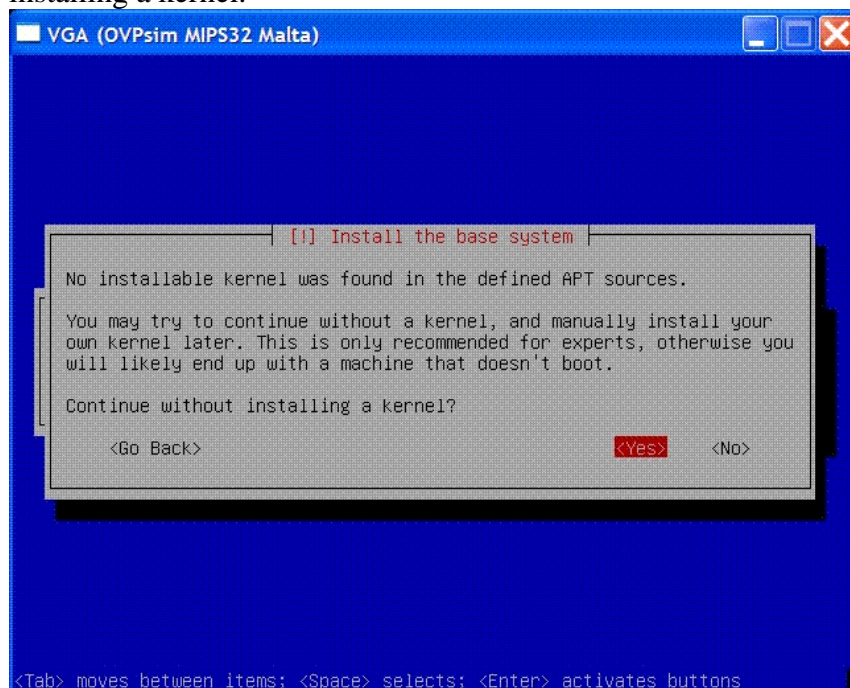 installing a kernel.
VGA (OVPsim MIPS32 Malta)
[!] Install the base system
No installable kernel was found in the defined APT sources.
You may try to continue without a kernel, and manually install your
own kernel later. This is only recommended for experts, otherwise you
will likely end up with a machine that doesn't boot.
Continue without installing a kernel?
<Go Back> <Yes> <No>
<Tab> moves between items; <Space> selects; <Enter> activates buttons